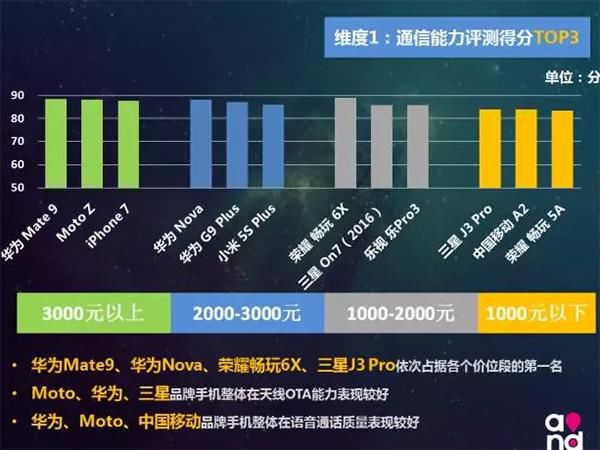 维度1：通信能力评测得分TOP3
单位：分
90
80
80
60
50
华为 Mate 9
Moto Z
iPhone 7
华为 Nova
华为 G9 Plus
小米 5S Plus
荣耀 畅玩 6X
三星 On7（2016）
乐视 乐Pro3
三星 J3 Pro
中国移动 A2
荣耀 畅玩 5A
3000元以上
2000-3000元
1000-2000元
1000元以下
• 华为Mate9、华为Nova、荣耀畅玩6X、三星J3 Pro依次占据各个价位段的第一名
• Moto、华为、三星品牌手机整体在天线OTA能力表现较好
• 华为、Moto、中国移动品牌手机整体在语音通话质量表现较好
and